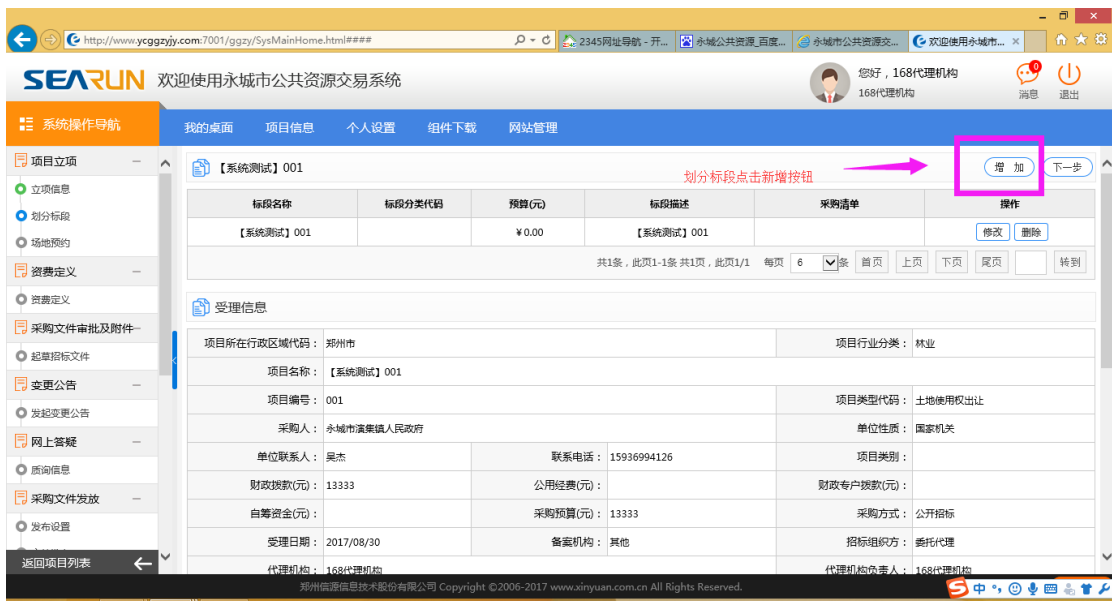 http://www.ycggzyjy.com:7001/ggzy/SysMainHome.html####
2345网址导航 - 开...
永城公共资源_百度...
永城市公共资源交...
欢迎使用永城市...
SEARUN 欢迎使用永城市公共资源交易系统
您好，168代理机构
168代理机构
0
消息
退出
系统操作导航
我的桌面 项目信息 个人设置 组件下载 网站管理
项目立项
立项信息
划分标段
场地预约
资费定义
资费定义
采购文件审批及附件
起草招标文件
变更公告
发起变更公告
网上答疑
质询信息
采购文件发放
发布设置
返回项目列表
【系统测试】001
划分标段点击新增按钮
增 加 下一步
标段名称 标段分类代码 预算(元) 标段描述 采购清单 操作
【系统测试】001 ¥0.00 【系统测试】001 修改 删除
共1条，此页1-1条 共1页，此页1/1 每页 6 条 首页 上页 下页 尾页 转到
受理信息
项目所在行政区域代码： 郑州市 项目行业分类： 林业
项目名称： 【系统测试】001
项目编号： 001 项目类型代码： 土地使用权出让
采购人： 永城市演集镇人民政府 单位性质： 国家机关
单位联系人： 吴杰 联系电话： 15936994126 项目类别：
财政拨款(元)： 13333 公用经费(元)： 财政专户拨款(元)：
自筹资金(元)： 采购预算(元)： 13333 采购方式： 公开招标
受理日期： 2017/08/30 备案机构： 其他 招标组织方： 委托代理
代理机构： 168代理机构 代理机构负责人： 168代理机构
郑州信源信息技术股份有限公司 Copyright ©2006-2017 www.xinyuan.com.cn All Rights Reserved.
中